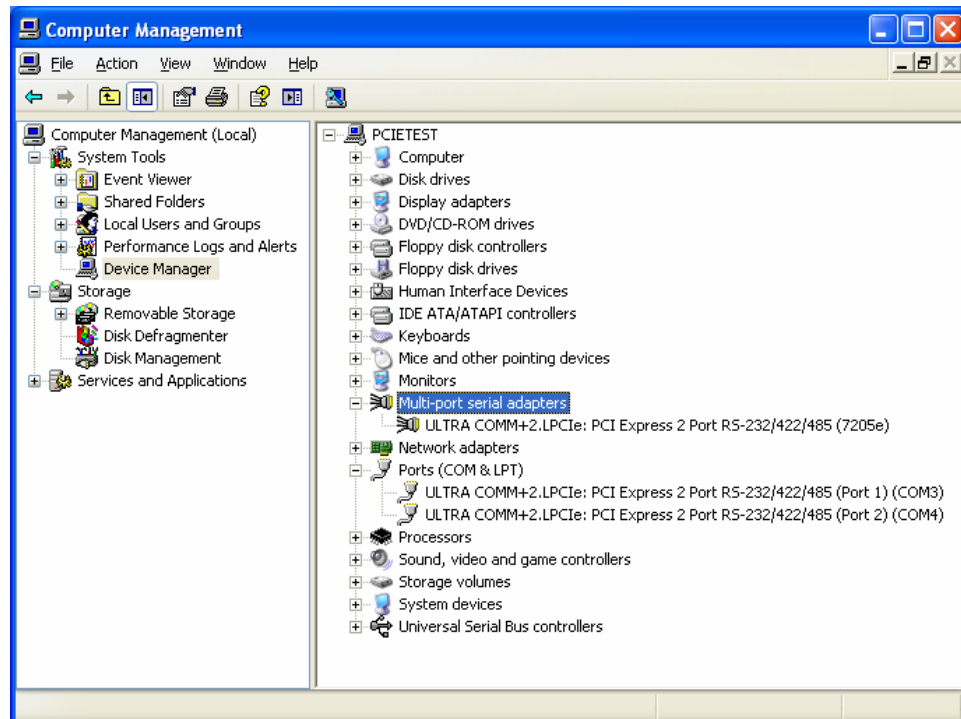 Computer Management
File Action View Window Help
Computer Management (Local)
System Tools
Event Viewer
Shared Folders
Local Users and Groups
Performance Logs and Alerts
Device Manager
Storage
Removable Storage
Disk Defragmenter
Disk Management
Services and Applications
PCIETEST
Computer
Disk drives
Display adapters
DVD/CD-ROM drives
Floppy disk controllers
Floppy disk drives
Human Interface Devices
IDE ATA/ATAPI controllers
Keyboards
Mice and other pointing devices
Monitors
Multi-port serial adapters
ULTRA COMM+2.LPCIe: PCI Express 2 Port RS-232/422/485 (7205e)
Network adapters
Ports (COM & LPT)
ULTRA COMM+2.LPCIe: PCI Express 2 Port RS-232/422/485 (Port 1) (COM3)
ULTRA COMM+2.LPCIe: PCI Express 2 Port RS-232/422/485 (Port 2) (COM4)
Processors
Sound, video and game controllers
Storage volumes
System devices
Universal Serial Bus controllers